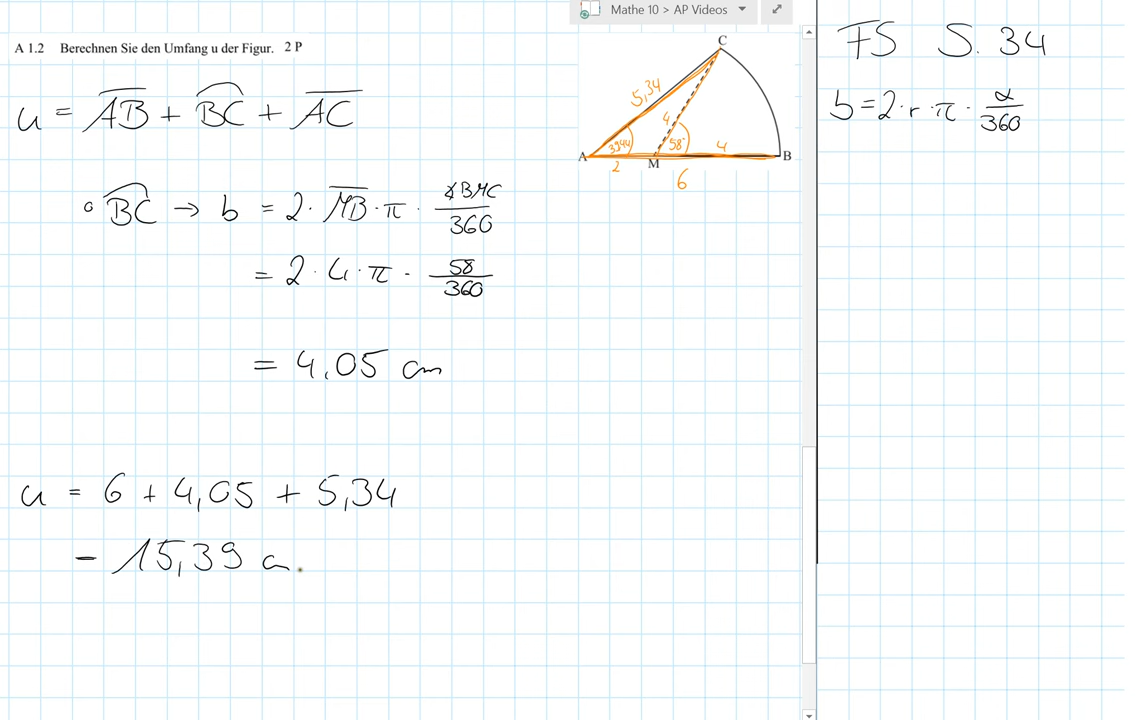 Mathe 10 > AP Videos
A 1.2 Berechnen Sie den Umfang u der Figur. 2 P
u = AB + BC + AC
BC → b = 2 · MB · π · ∢BMC/360
= 2 · 4 · π · 58/360
= 4,05 cm
u = 6 + 4,05 + 5,34
= 15,39 c
C
5,34
4
39,44
58°
4
A
M
B
2
6
FS S. 34
b = 2 · r · π · α/360